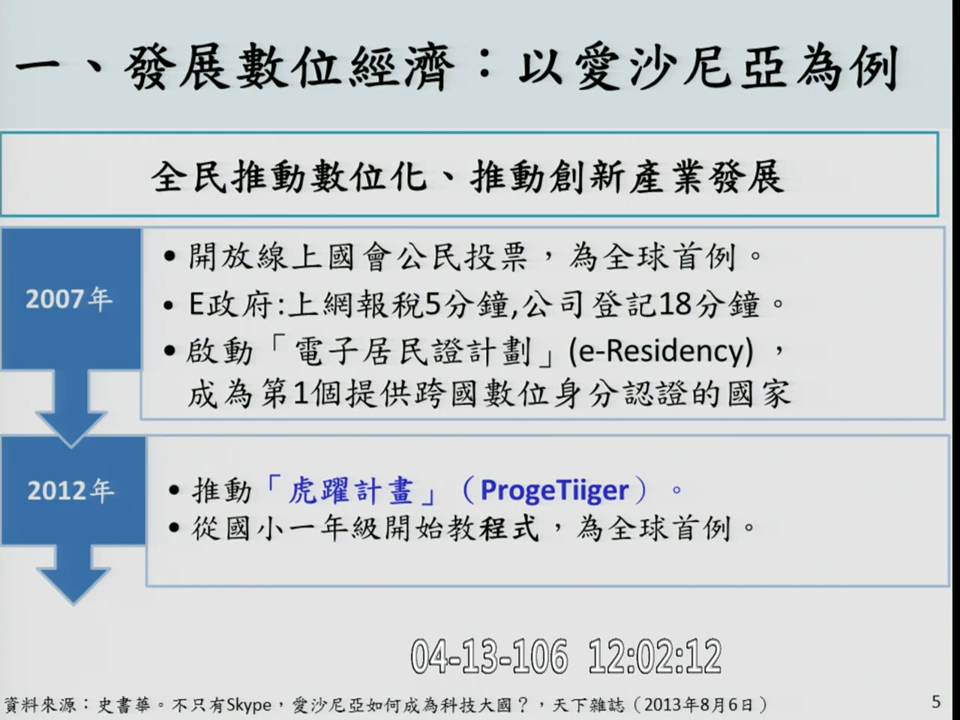 一、發展數位經濟：以愛沙尼亞為例
全民推動數位化、推動創新產業發展
2007年
• 開放線上國會公民投票，為全球首例。
• E政府:上網報稅5分鐘,公司登記18分鐘。
• 啟動「電子居民證計劃」(e-Residency)，
成為第1個提供跨國數位身分認證的國家
2012年
• 推動「虎躍計畫」（ProgeTiiger）。
• 從國小一年級開始教程式，為全球首例。
04-13-106 12:02:12
資料來源：史書華。不只有Skype，愛沙尼亞如何成為科技大國？，天下雜誌（2013年8月6日）
5